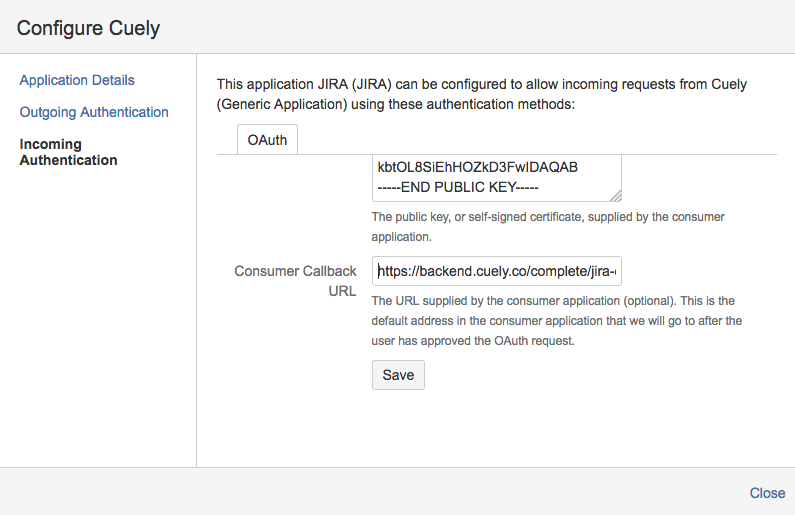 Configure Cuely
Application Details
Outgoing Authentication
Incoming
Authentication
This application JIRA (JIRA) can be configured to allow incoming requests from Cuely
(Generic Application) using these authentication methods:
OAuth
kbtOL8SiEhHOZkD3FwIDAQAB
-----END PUBLIC KEY-----
The public key, or self-signed certificate, supplied by the consumer
application.
Consumer Callback
URL
https://backend.cuely.co/complete/jira-
The URL supplied by the consumer application (optional). This is the
default address in the consumer application that we will go to after the
user has approved the OAuth request.
Save
Close